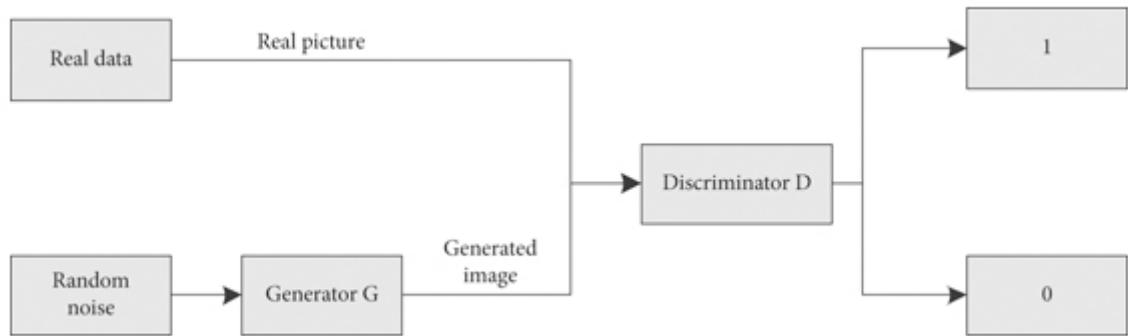 Real data
Real picture
1
Discriminator D
Random
noise
Generator G
Generated
image
0